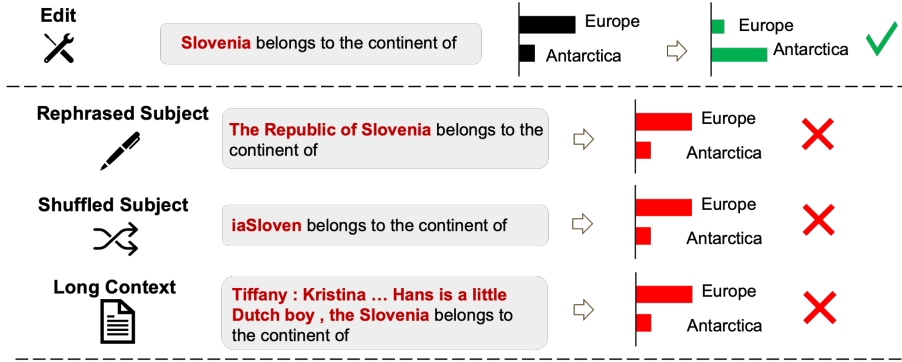 Edit
Slovenia belongs to the continent of
Europe
Antarctica
Europe
Antarctica
Rephrased Subject
The Republic of Slovenia belongs to the
continent of
Europe
Antarctica
Shuffled Subject
iaSloven belongs to the continent of
Europe
Antarctica
Long Context
Tiffany : Kristina … Hans is a little
Dutch boy , the Slovenia belongs to
the continent of
Europe
Antarctica